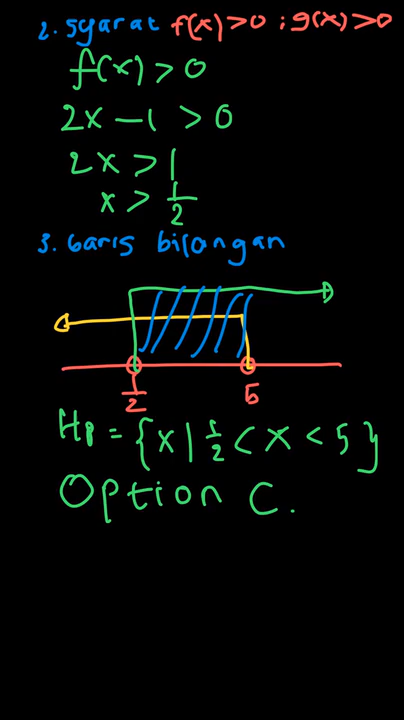 2. syarat f(x) > 0 ; g(x) > 0
f(x) > 0
2x - 1 > 0
2x > 1
x > 1/2
3. Garis bilangan
1/2 5
Hp = {x | 1/2 < x < 5}
Option C.